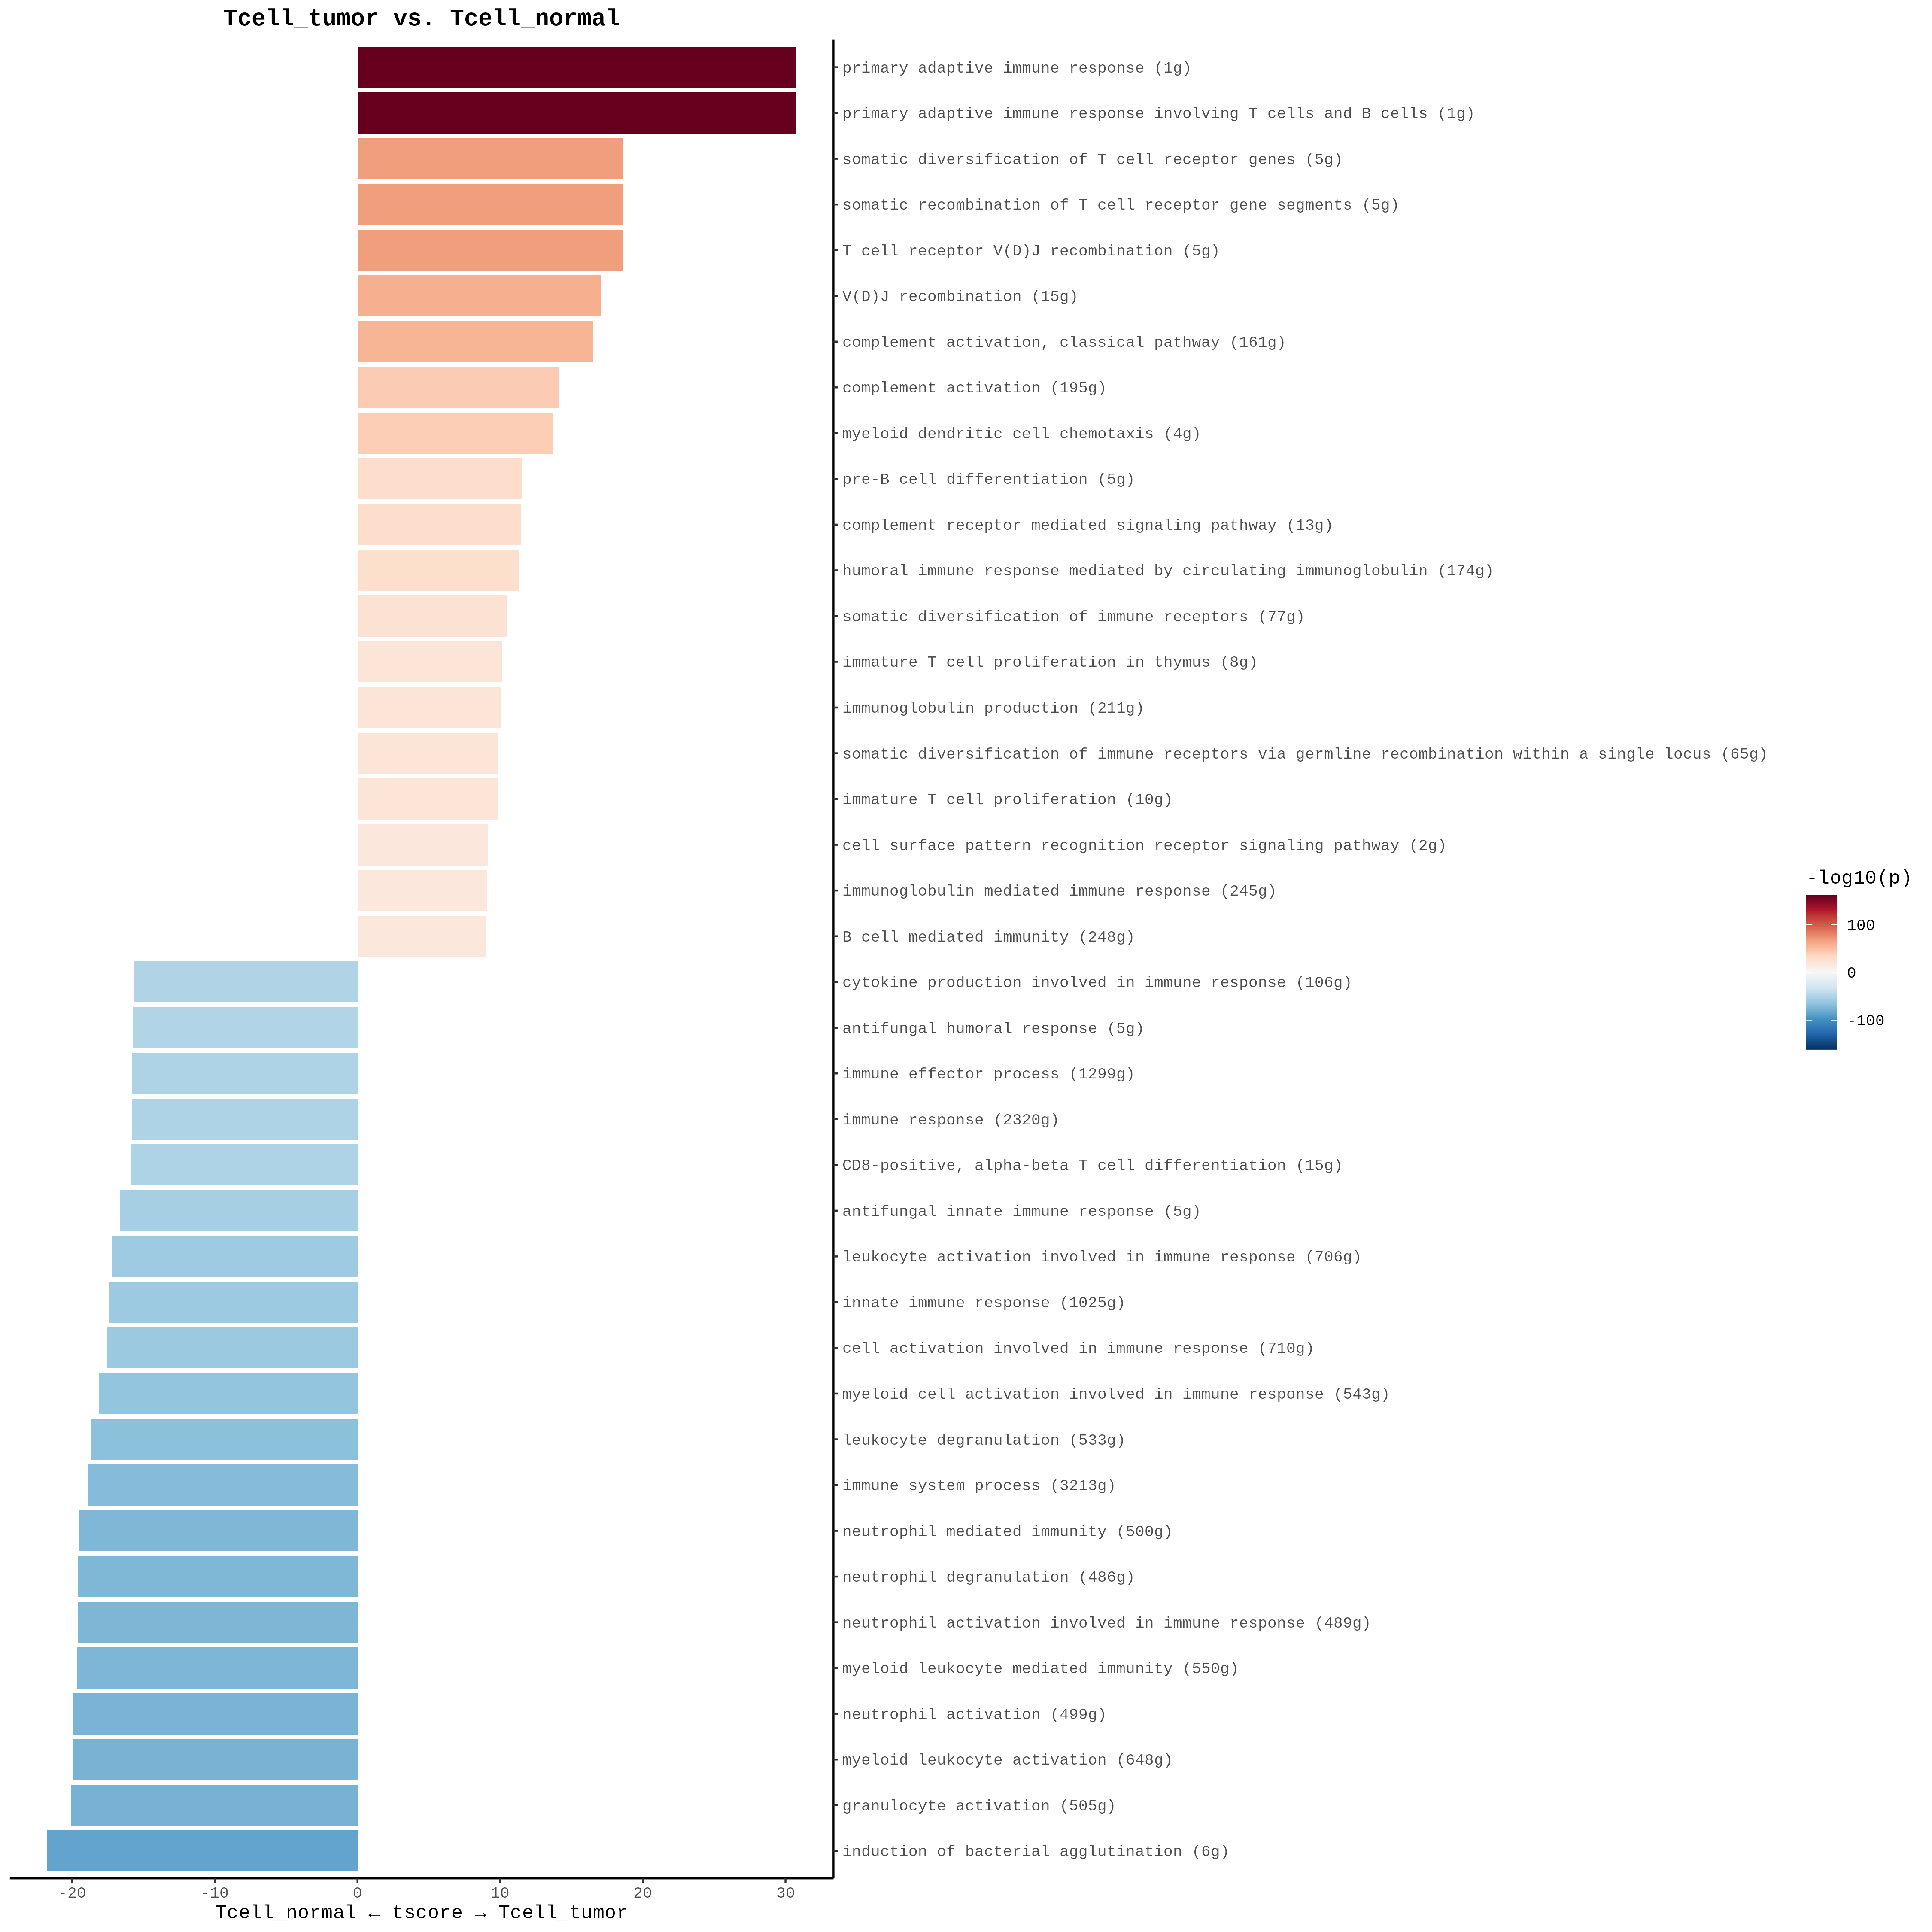 Tcell_tumor vs. Tcell_normal
primary adaptive immune response (1g)
primary adaptive immune response involving T cells and B cells (1g)
somatic diversification of T cell receptor genes (5g)
somatic recombination of T cell receptor gene segments (5g)
T cell receptor V(D)J recombination (5g)
V(D)J recombination (15g)
complement activation, classical pathway (161g)
complement activation (195g)
myeloid dendritic cell chemotaxis (4g)
pre-B cell differentiation (5g)
complement receptor mediated signaling pathway (13g)
humoral immune response mediated by circulating immunoglobulin (174g)
somatic diversification of immune receptors (77g)
immature T cell proliferation in thymus (8g)
immunoglobulin production (211g)
somatic diversification of immune receptors via germline recombination within a single locus (65g)
immature T cell proliferation (10g)
cell surface pattern recognition receptor signaling pathway (2g)
immunoglobulin mediated immune response (245g)
B cell mediated immunity (248g)
cytokine production involved in immune response (106g)
antifungal humoral response (5g)
immune effector process (1299g)
immune response (2320g)
CD8-positive, alpha-beta T cell differentiation (15g)
antifungal innate immune response (5g)
leukocyte activation involved in immune response (706g)
innate immune response (1025g)
cell activation involved in immune response (710g)
myeloid cell activation involved in immune response (543g)
leukocyte degranulation (533g)
immune system process (3213g)
neutrophil mediated immunity (500g)
neutrophil degranulation (486g)
neutrophil activation involved in immune response (489g)
myeloid leukocyte mediated immunity (550g)
neutrophil activation (499g)
myeloid leukocyte activation (648g)
granulocyte activation (505g)
induction of bacterial agglutination (6g)
-20 -10 0 10 20 30
Tcell_normal ← tscore → Tcell_tumor
-log10(p)
100
0
-100